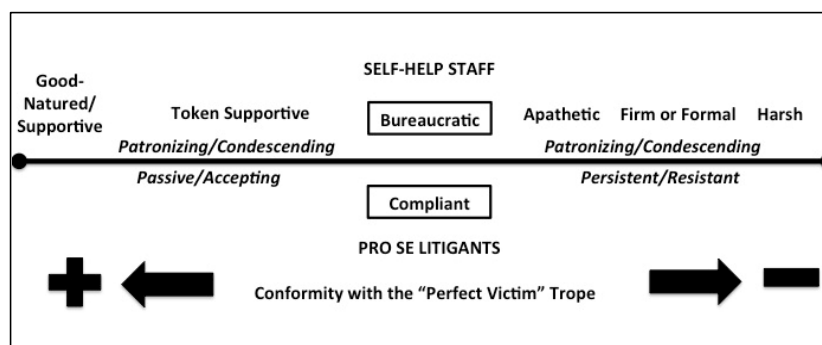 SELF-HELP STAFF
Good-
Natured/
Supportive
Token Supportive
Bureaucratic
Apathetic
Firm or Formal
Harsh
Patronizing/Condescending
Patronizing/Condescending
Passive/Accepting
Persistent/Resistant
Compliant
PRO SE LITIGANTS
Conformity with the “Perfect Victim” Trope